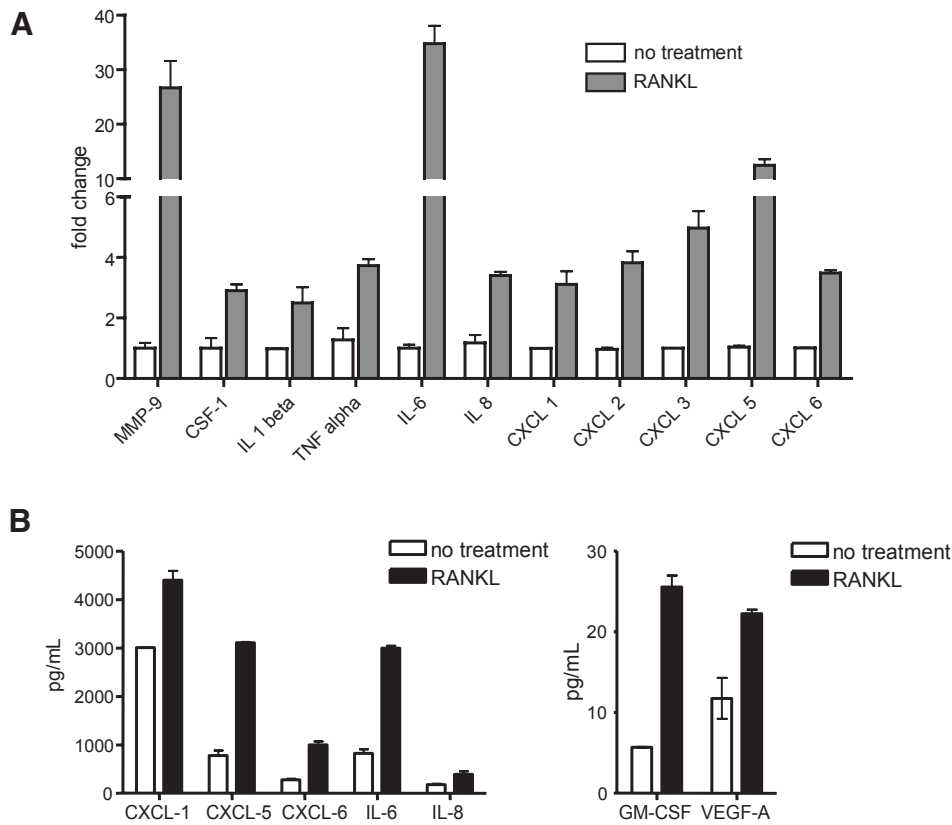 A
40
30
20
10
6
4
2
0
fold change
no treatment
RANKL
MMP-9
CSF-1
IL 1 beta
TNF alpha
IL-6
IL 8
CXCL 1
CXCL 2
CXCL 3
CXCL 5
CXCL 6
B
5000
4000
3000
2000
1000
0
pg/mL
no treatment
RANKL
CXCL-1 CXCL-5 CXCL-6 IL-6 IL-8
30
20
10
0
pg/mL
no treatment
RANKL
GM-CSF VEGF-A